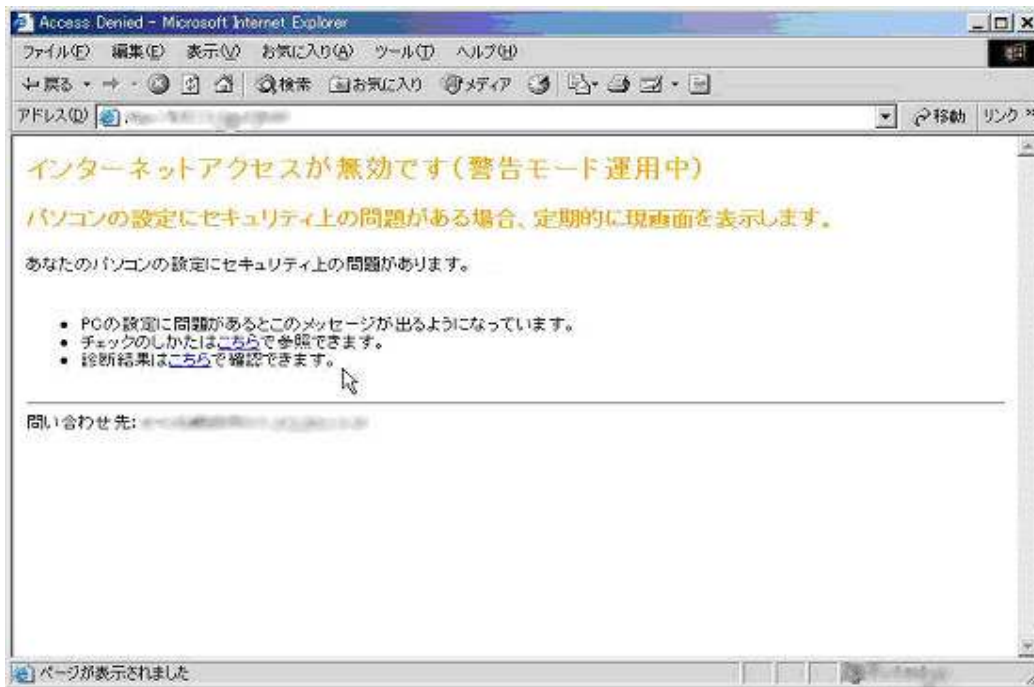 Access Denied - Microsoft Internet Explorer
ファイル(F) 編集(E) 表示(V) お気に入り(A) ツール(T) ヘルプ(H)
戻る 検索 お気に入り メディア
アドレス(D) 移動 リンク »
インターネットアクセスが無効です(警告モード運用中)
パソコンの設定にセキュリティ上の問題がある場合、定期的に現画面を表示します。
あなたのパソコンの設定にセキュリティ上の問題があります。
• PCの設定に問題があるとこのメッセージが出るようになっています。
• チェックのしかたはこちらで参照できます。
• 診断結果はこちらで確認できます。
問い合わせ先:
ページが表示されました